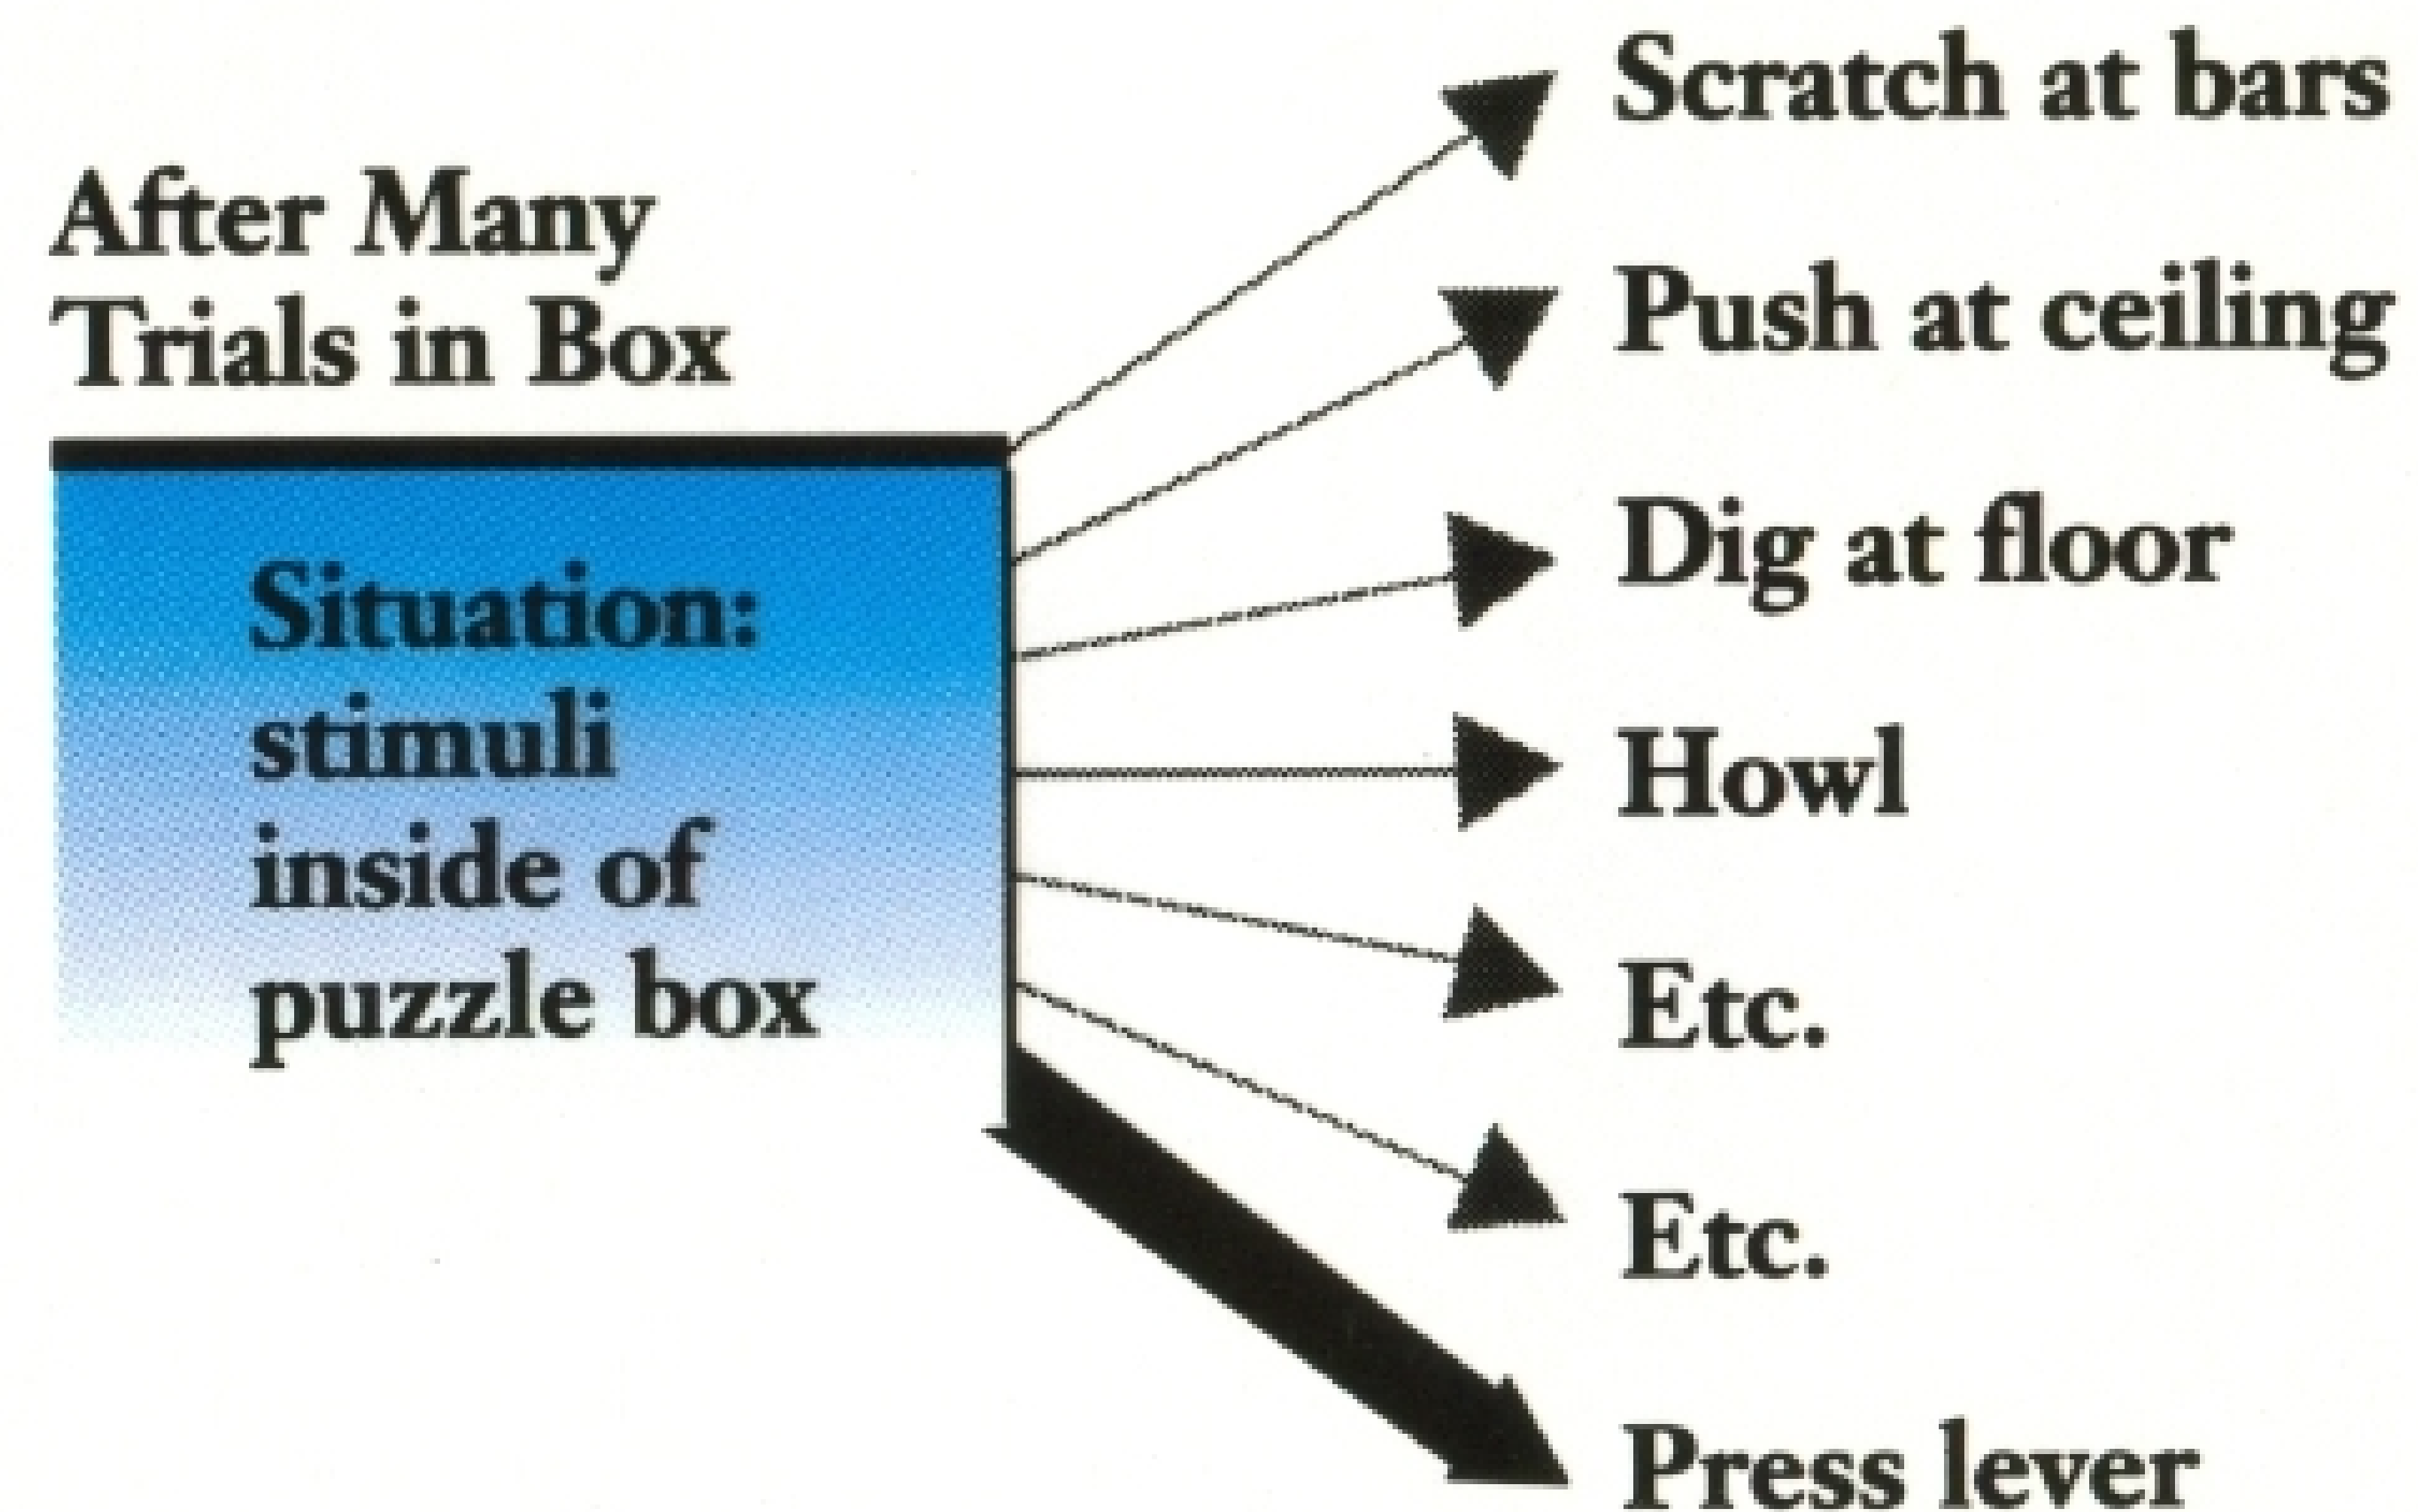 After Many
Trials in Box
Situation:
stimuli
inside of
puzzle box
Scratch at bars
Push at ceiling
Dig at floor
Howl
Etc.
Etc.
Press lever